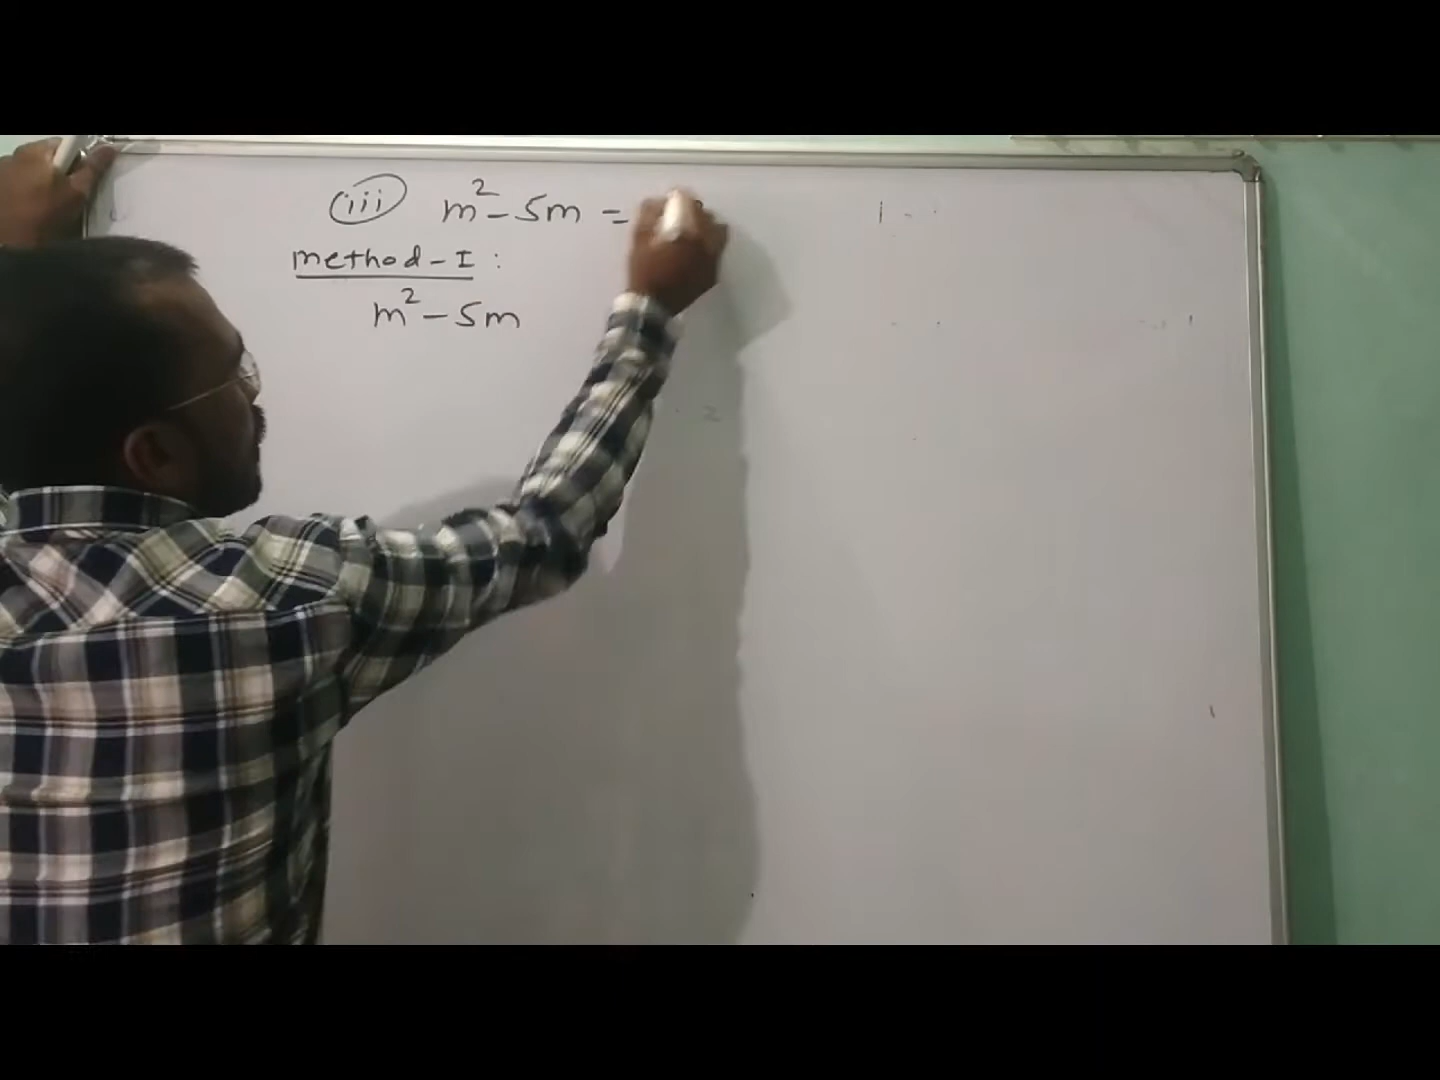 (iii) m² - 5m =
method - I :
m² - 5m